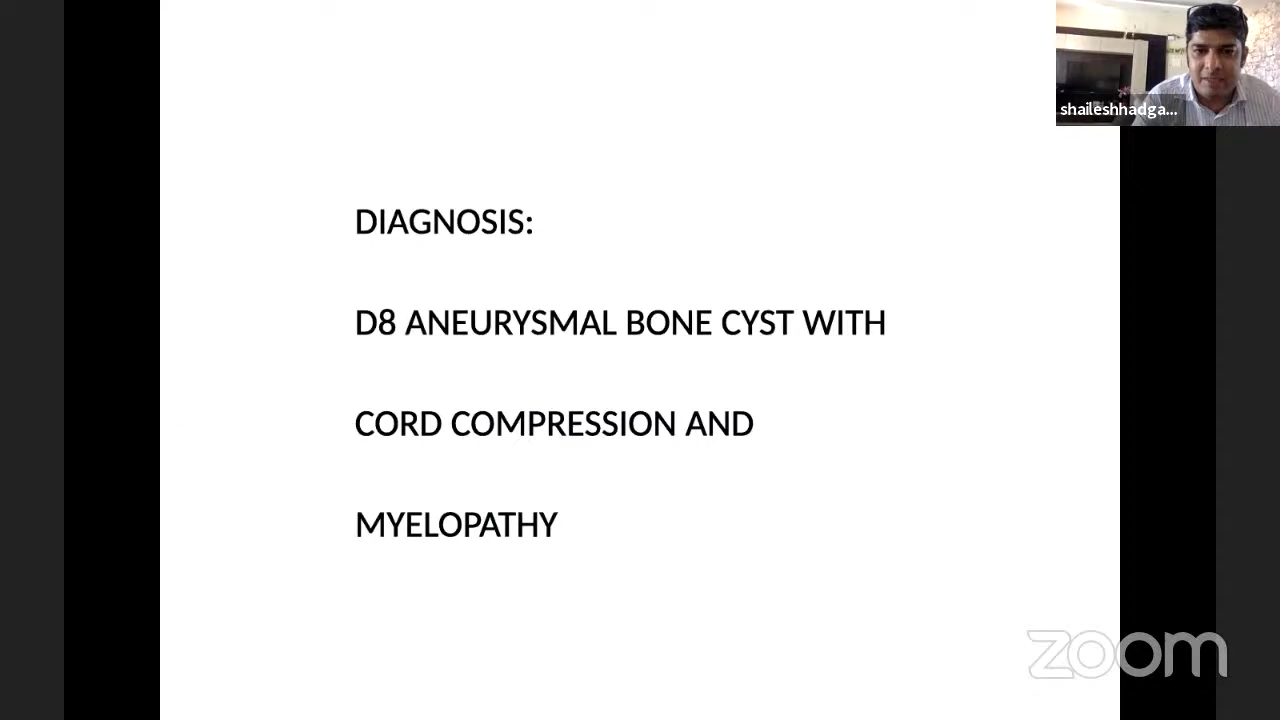 shaileshhadga...
DIAGNOSIS:
D8 ANEURYSMAL BONE CYST WITH
CORD COMPRESSION AND
MYELOPATHY
zoom